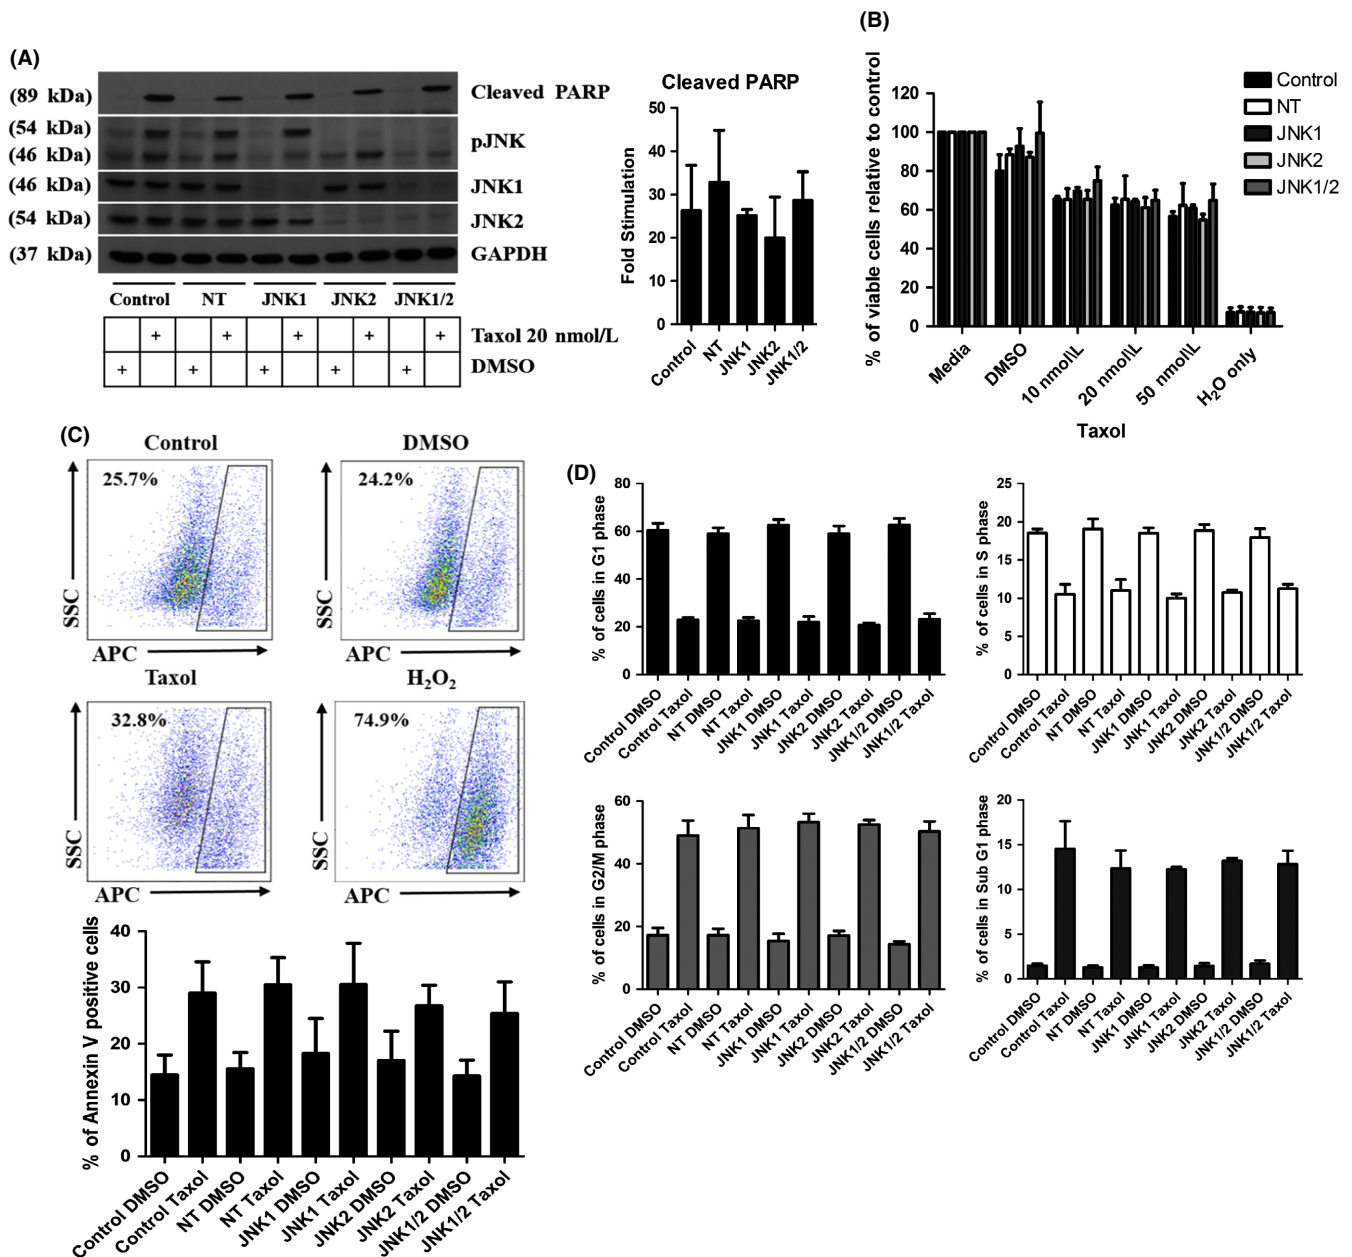 (A)
(89 kDa)
(54 kDa)
(46 kDa)
(46 kDa)
(54 kDa)
(37 kDa)
Cleaved PARP
pJNK
JNK1
JNK2
GAPDH
Control NT JNK1 JNK2 JNK1/2
+ + + + + Taxol 20 nmol/L
+ + + + + DMSO
Cleaved PARP
Fold Stimulation
50
40
30
20
10
0
Control NT JNK1 JNK2 JNK1/2
(B)
% of viable cells relative to control
120
100
80
60
40
20
0
Media DMSO 10 nmol\L 20 nmol\L 50 nmol\L H2O only
Taxol
Control
NT
JNK1
JNK2
JNK1/2
(C)
Control
25.7%
SSC
APC
DMSO
24.2%
SSC
APC
Taxol
32.8%
SSC
APC
H2O2
74.9%
SSC
APC
% of Annexin V positive cells
40
30
20
10
0
Control DMSO Control Taxol NT DMSO NT Taxol JNK1 DMSO JNK1 Taxol JNK2 DMSO JNK2 Taxol JNK1/2 DMSO JNK1/2 Taxol
(D)
% of cells in G1 phase
80
60
40
20
0
Control DMSO Control Taxol NT DMSO NT Taxol JNK1 DMSO JNK1 Taxol JNK2 DMSO JNK2 Taxol JNK1/2 DMSO JNK1/2 Taxol
% of cells in S phase
25
20
15
10
5
0
Control DMSO Control Taxol NT DMSO NT Taxol JNK1 DMSO JNK1 Taxol JNK2 DMSO JNK2 Taxol JNK1/2 DMSO JNK1/2 Taxol
% of cells in G2/M phase
60
40
20
0
Control DMSO Control Taxol NT DMSO NT Taxol JNK1 DMSO JNK1 Taxol JNK2 DMSO JNK2 Taxol JNK1/2 DMSO JNK1/2 Taxol
% of cells in Sub G1 phase
20
15
10
5
0
Control DMSO Control Taxol NT DMSO NT Taxol JNK1 DMSO JNK1 Taxol JNK2 DMSO JNK2 Taxol JNK1/2 DMSO JNK1/2 Taxol